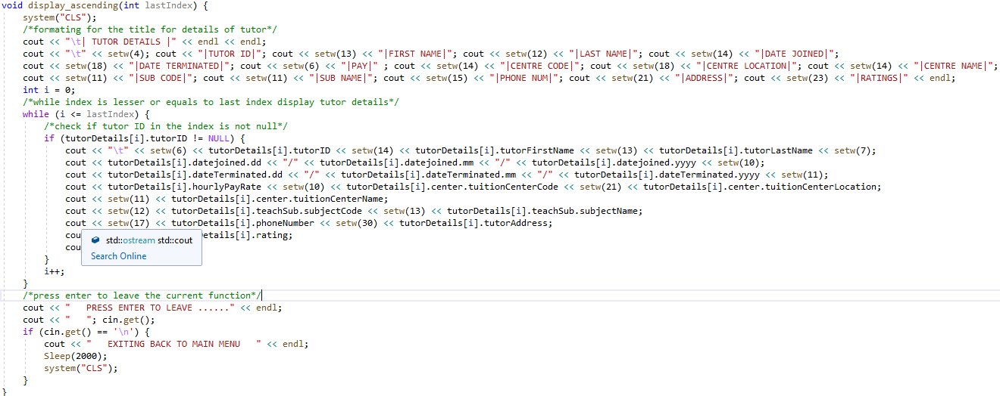 void display_ascending(int lastIndex) {
system("CLS");
/*formating for the title for details of tutor*/
cout << "\t| TUTOR DETAILS |" << endl << endl;
cout << "\t" << setw(4); cout << "|TUTOR ID|"; cout << setw(13) << "|FIRST NAME|"; cout << setw(12) << "|LAST NAME|"; cout << setw(14) << "|DATE JOINED|";
cout << setw(18) << "|DATE TERMINATED|"; cout << setw(6) << "|PAY|" ; cout << setw(14) << "|CENTRE CODE|"; cout << setw(18) << "|CENTRE LOCATION|"; cout << setw(14) << "|CENTRE NAME|";
cout << setw(11) << "|SUB CODE|"; cout << setw(11) << "|SUB NAME|"; cout << setw(15) << "|PHONE NUM|"; cout << setw(21) << "|ADDRESS|"; cout << setw(23) << "|RATINGS|" << endl;
int i = 0;
/*while index is lesser or equals to last index display tutor details*/
while (i <= lastIndex) {
/*check if tutor ID in the index is not null*/
if (tutorDetails[i].tutorID != NULL) {
cout << "\t" << setw(6) << tutorDetails[i].tutorID << setw(14) << tutorDetails[i].tutorFirstName << setw(13) << tutorDetails[i].tutorLastName << setw(7);
cout << tutorDetails[i].datejoined.dd << "/" << tutorDetails[i].datejoined.mm << "/" << tutorDetails[i].datejoined.yyyy << setw(10);
cout << tutorDetails[i].dateTerminated.dd << "/" << tutorDetails[i].dateTerminated.mm << "/" << tutorDetails[i].dateTerminated.yyyy << setw(11);
cout << tutorDetails[i].hourlyPayRate << setw(10) << tutorDetails[i].center.tuitionCenterCode << setw(21) << tutorDetails[i].center.tuitionCenterLocation;
cout << setw(11) << tutorDetails[i].center.tuitionCenterName;
cout << setw(12) << tutorDetails[i].teachSub.subjectCode << setw(13) << tutorDetails[i].teachSub.subjectName;
cout << setw(17) << tutorDetails[i].phoneNumber << setw(30) << tutorDetails[i].tutorAddress;
cou Details[i].rating;
std::ostream std::cout
cou
Search Online
}
i++;
}
/*press enter to leave the current function*/
cout << "   PRESS ENTER TO LEAVE ......" << endl;
cout << "   "; cin.get();
if (cin.get() == '\n') {
cout << "   EXITING BACK TO MAIN MENU   " << endl;
Sleep(2000);
system("CLS");
}
}